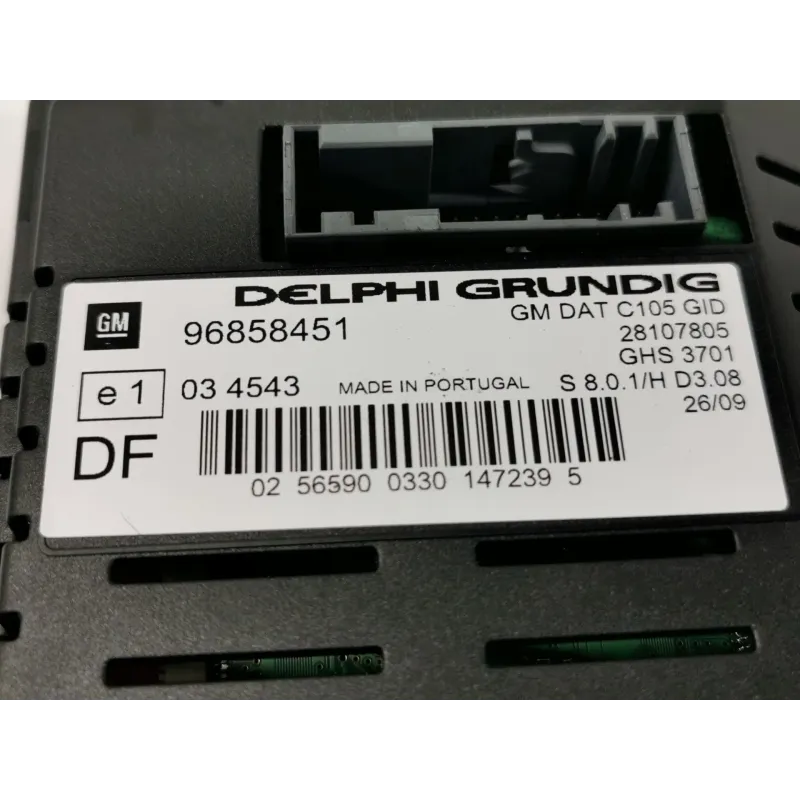 DELPHI GRUNDIG
GM
96858451
GM DAT C105 GID
28107805
GHS 3701
e 1
03 4543
MADE IN PORTUGAL
S 8.0.1/H D3.08
26/09
DF
02 56590 0330 147239 5